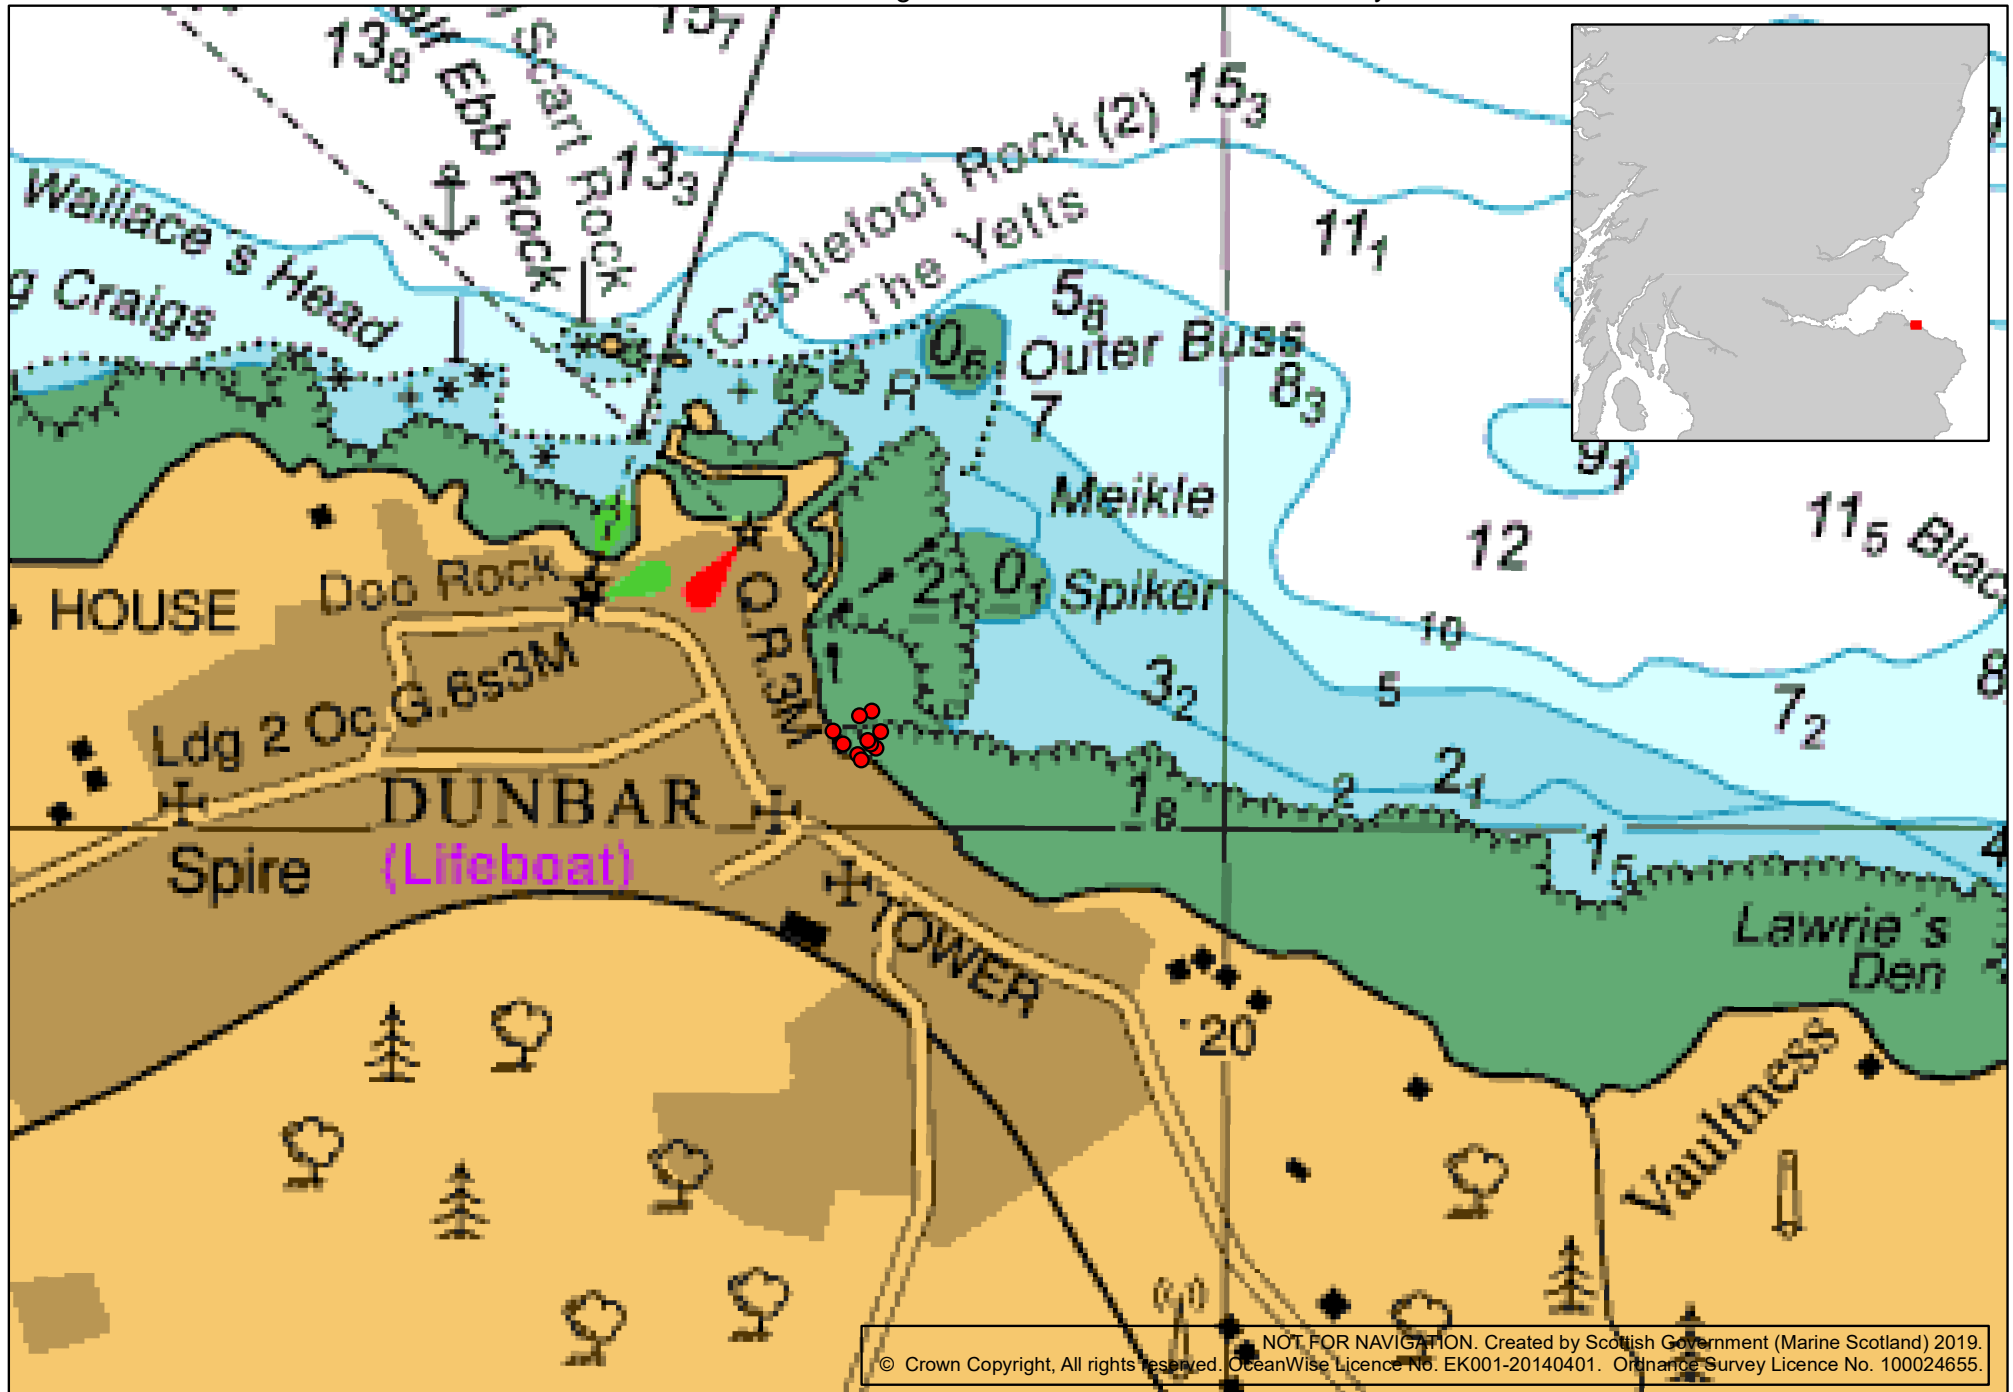 13₈
15₇
Ebb Rock
Scart Rock
13₃
Castlefoot Rock (2)
The Yetts
15₃
11₁
Wallace s Head
g Craigs
5₈
0₆
Outer Buss
8₃
R
7
9₁
Meikle
12
11₅
Blac
HOUSE
Doo Rock
2₁
0₁
Spiker
10
Q.R.3M
Ldg 2 Oc G.6s3M
1
3₂
5
7₂
8
DUNBAR
(Lifeboat)
Spire
1₈
2
2₁
1₅
4
TOWER
Lawrie´s
Den
20
Vaultness
NOT FOR NAVIGATION. Created by Scottish Government (Marine Scotland) 2019.
© Crown Copyright, All rights reserved. OceanWise Licence No. EK001-20140401. Ordnance Survey Licence No. 100024655.